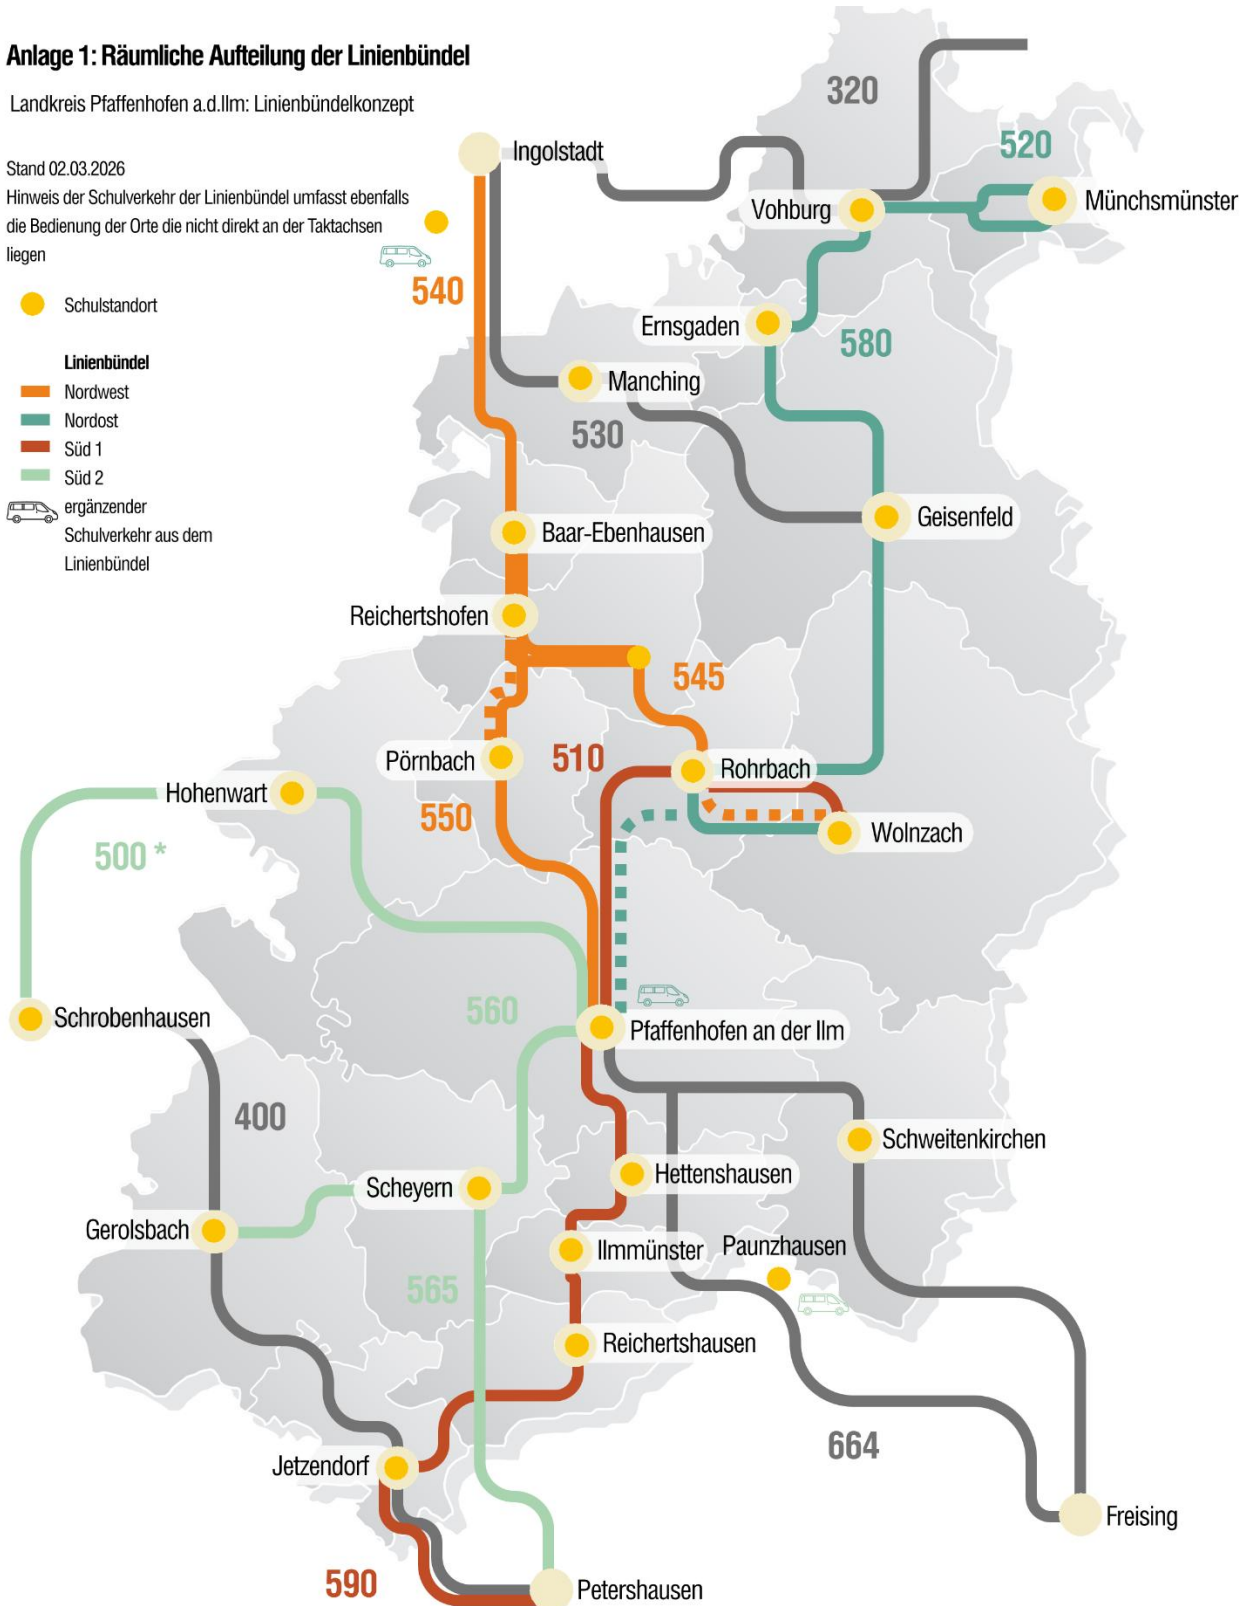 Anlage 1: Räumliche Aufteilung der Linienbündel
Landkreis Pfaffenhofen a.d.Ilm: Linienbündelkonzept
Stand 02.03.2026
Hinweis der Schulverkehr der Linienbündel umfasst ebenfalls
die Bedienung der Orte die nicht direkt an der Taktachsen
liegen
Schulstandort
Linienbündel
Nordwest
Nordost
Süd 1
Süd 2
ergänzender
Schulverkehr aus dem
Linienbündel
320
520
Ingolstadt
Vohburg
Münchsmünster
540
Ernsgaden
580
Manching
530
Geisenfeld
Baar-Ebenhausen
Reichertshofen
545
Pörnbach
510
Rohrbach
Hohenwart
550
Wolnzach
500 *
560
Schrobenhausen
Pfaffenhofen an der Ilm
400
Schweitenkirchen
Hettenshausen
Scheyern
Gerolsbach
Ilmmünster
Paunzhausen
565
Reichertshausen
664
Jetzendorf
Freising
590
Petershausen